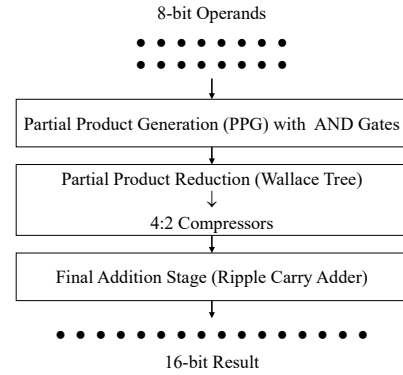 8-bit Operands
Partial Product Generation (PPG) with AND Gates
Partial Product Reduction (Wallace Tree)
↓
4:2 Compressors
Final Addition Stage (Ripple Carry Adder)
16-bit Result